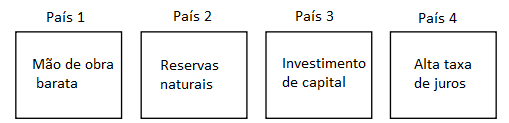 País 1
País 2
País 3
País 4
Mão de obra
barata
Reservas
naturais
Investimento
de capital
Alta taxa
de juros